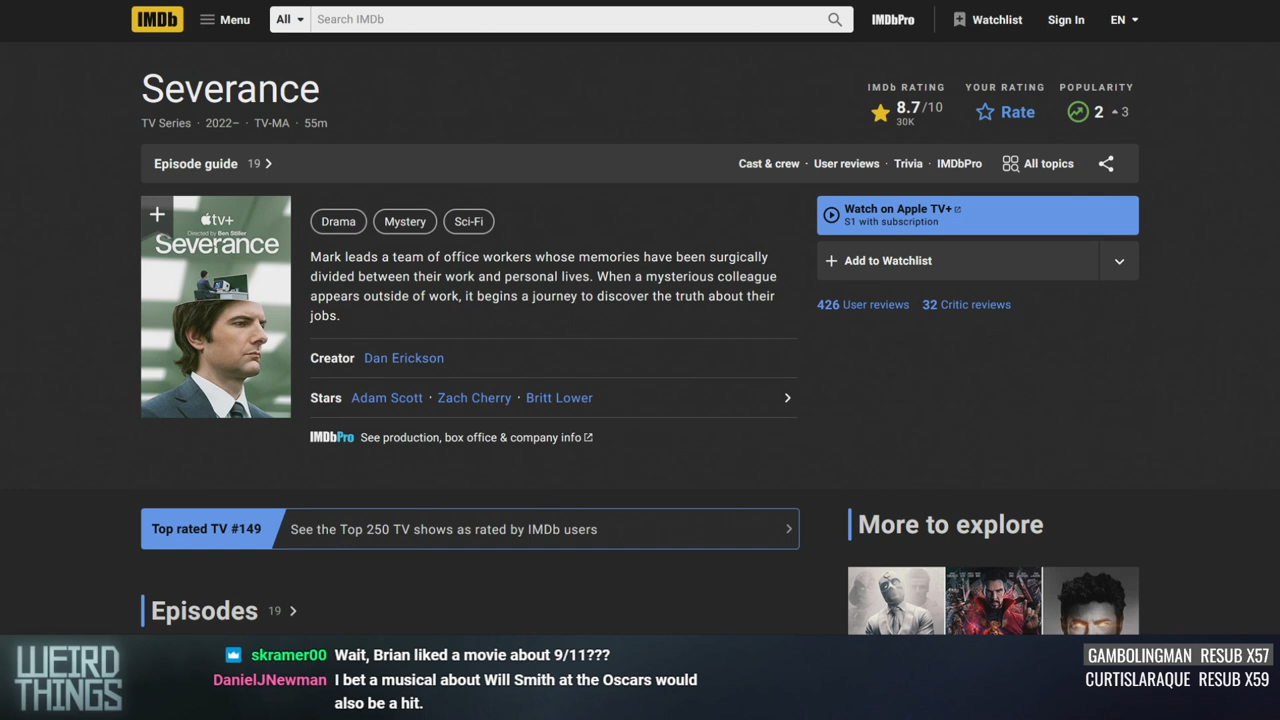 IMDb
Menu
All
Search IMDb
IMDbPro
Watchlist
Sign In
EN
Severance
TV Series · 2022– · TV-MA · 55m
IMDb RATING
8.7/10
30K
YOUR RATING
Rate
POPULARITY
2
3
Episode guide 19
Cast & crew · User reviews · Trivia · IMDbPro
All topics
tv+
Directed by Ben Stiller
Severance
Drama
Mystery
Sci-Fi
Mark leads a team of office workers whose memories have been surgically
divided between their work and personal lives. When a mysterious colleague
appears outside of work, it begins a journey to discover the truth about their
jobs.
Creator Dan Erickson
Stars Adam Scott · Zach Cherry · Britt Lower
IMDbPro See production, box office & company info
Watch on Apple TV+
S1 with subscription
Add to Watchlist
426 User reviews 32 Critic reviews
Top rated TV #149
See the Top 250 TV shows as rated by IMDb users
More to explore
Episodes 19
WEIRD
THINGS
skramer00 Wait, Brian liked a movie about 9/11???
DanielJNewman I bet a musical about Will Smith at the Oscars would
also be a hit.
GAMBOLINGMAN RESUB X57
CURTISLARAQUE RESUB X59